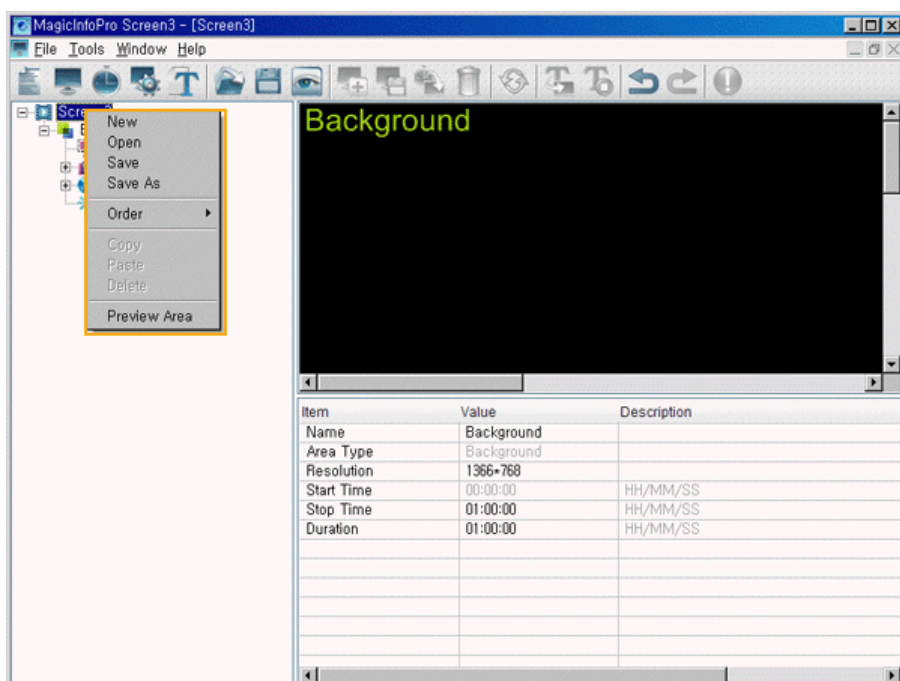 MagicInfoPro Screen3 - [Screen3]
File Tools Window Help
New
Open
Save
Save As
Order
Copy
Paste
Delete
Preview Area
Background
Item Value Description
Name Background
Area Type Background
Resolution 1366*768
Start Time 00:00:00 HH/MM/SS
Stop Time 01:00:00 HH/MM/SS
Duration 01:00:00 HH/MM/SS